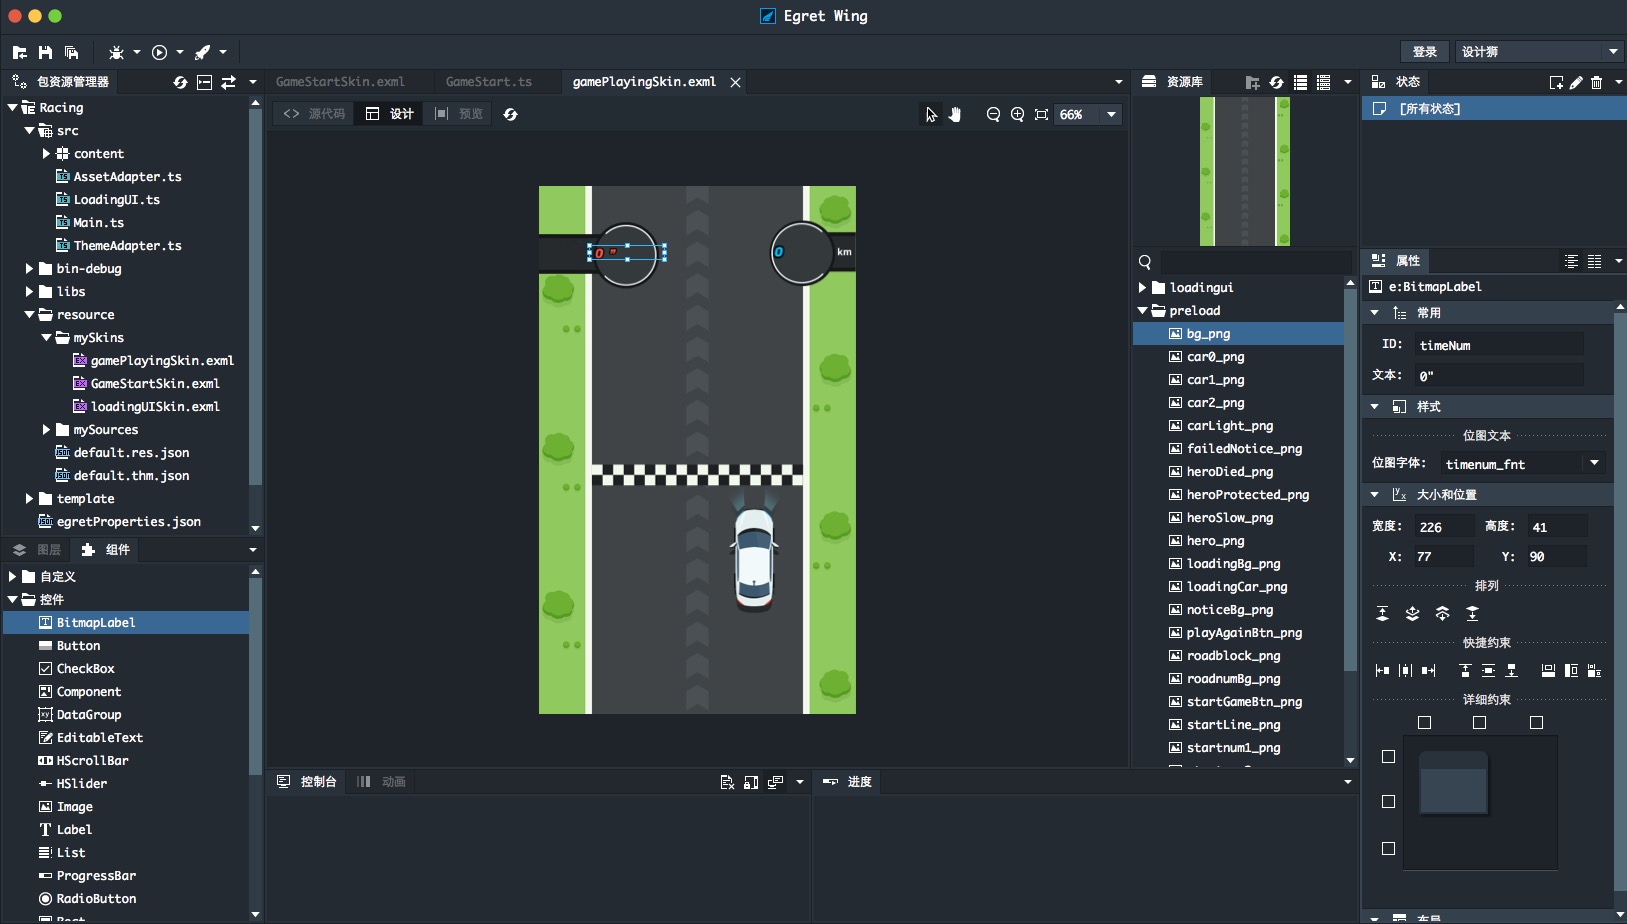 Egret Wing
登录
设计狮
包资源管理器
GameStartSkin.exml
GameStart.ts
gamePlayingSkin.exml
资源库
状态
Racing
src
content
AssetAdapter.ts
LoadingUI.ts
Main.ts
ThemeAdapter.ts
bin-debug
libs
resource
mySkins
gamePlayingSkin.exml
GameStartSkin.exml
loadingUISkin.exml
mySources
default.res.json
default.thm.json
template
egretProperties.json
图层
组件
自定义
控件
BitmapLabel
Button
CheckBox
Component
DataGroup
EditableText
HScrollBar
HSlider
Image
Label
List
ProgressBar
RadioButton
源代码
设计
预览
66%
0 "
0
km
控制台
动画
进度
loadingui
preload
bg_png
car0_png
car1_png
car2_png
carLight_png
failedNotice_png
heroDied_png
heroProtected_png
heroSlow_png
hero_png
loadingBg_png
loadingCar_png
noticeBg_png
playAgainBtn_png
roadblock_png
roadnumBg_png
startGameBtn_png
startLine_png
startnum1_png
[所有状态]
属性
e:BitmapLabel
常用
ID: timeNum
文本: 0"
样式
位图文本
位图字体: timenum_fnt
大小和位置
宽度: 226 高度: 41
X: 77 Y: 90
排列
快捷约束
详细约束